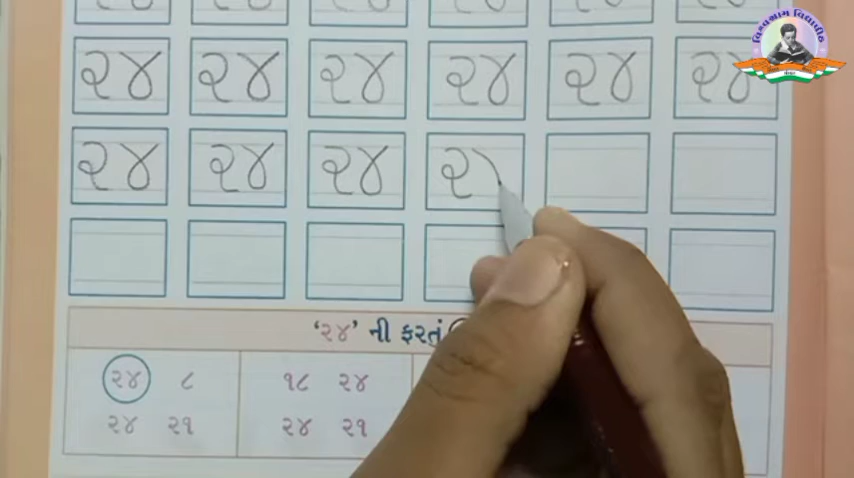 વિશ્વગ્રામ વિદ્યાપીઠ
૨૪ ૨૪ ૨૪ ૨૪ ૨૪ ૨૪
૨૪ ૨૪ ૨૪ ૨
‘૨૪’ ની ફરતે
૨૪ ૮ ૧૮ ૨૪
૨૪ ૨૧ ૨૪ ૨૧